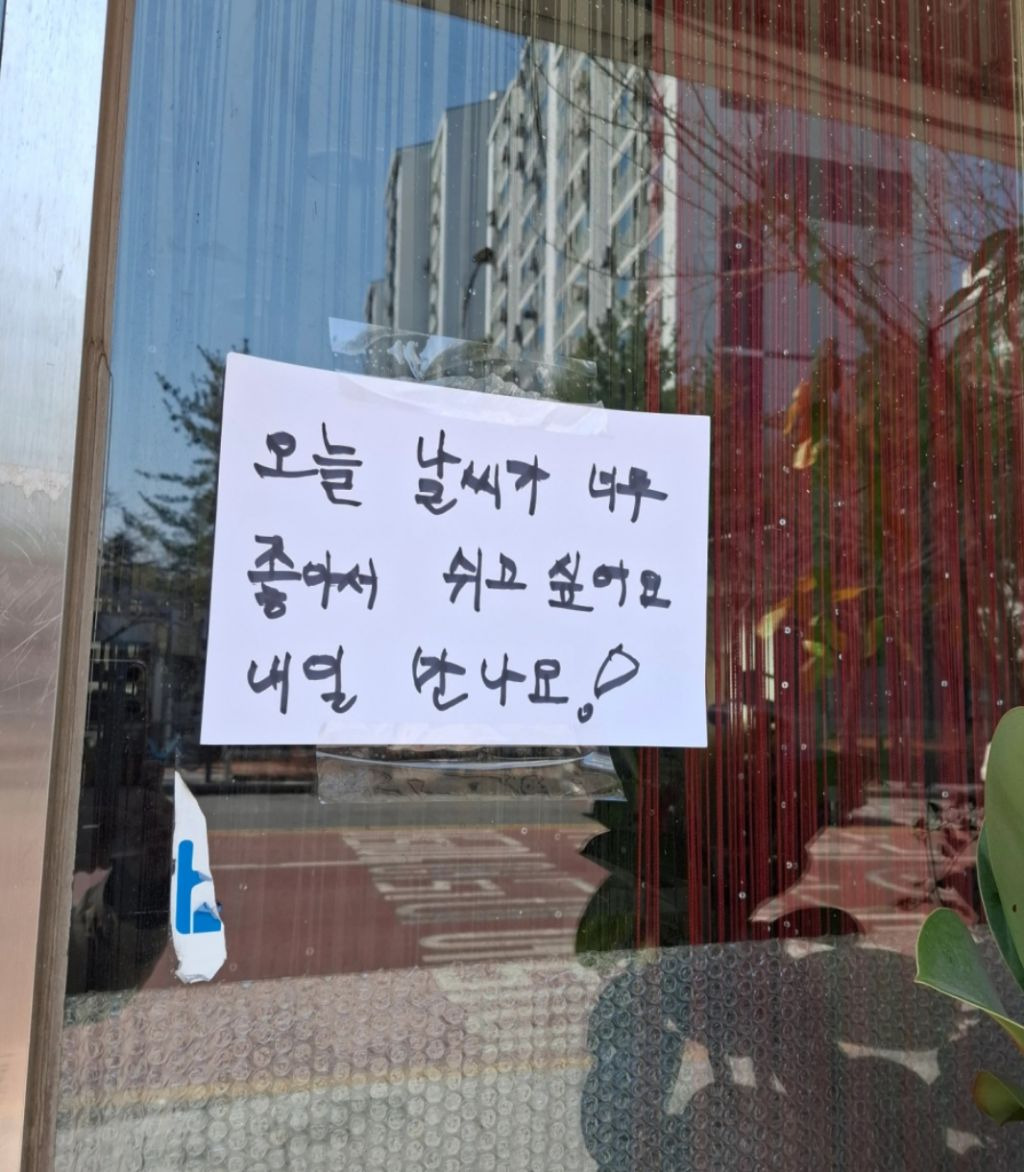 오늘 날씨가 너무
좋아서 쉬고 싶어요
내일 만나요!